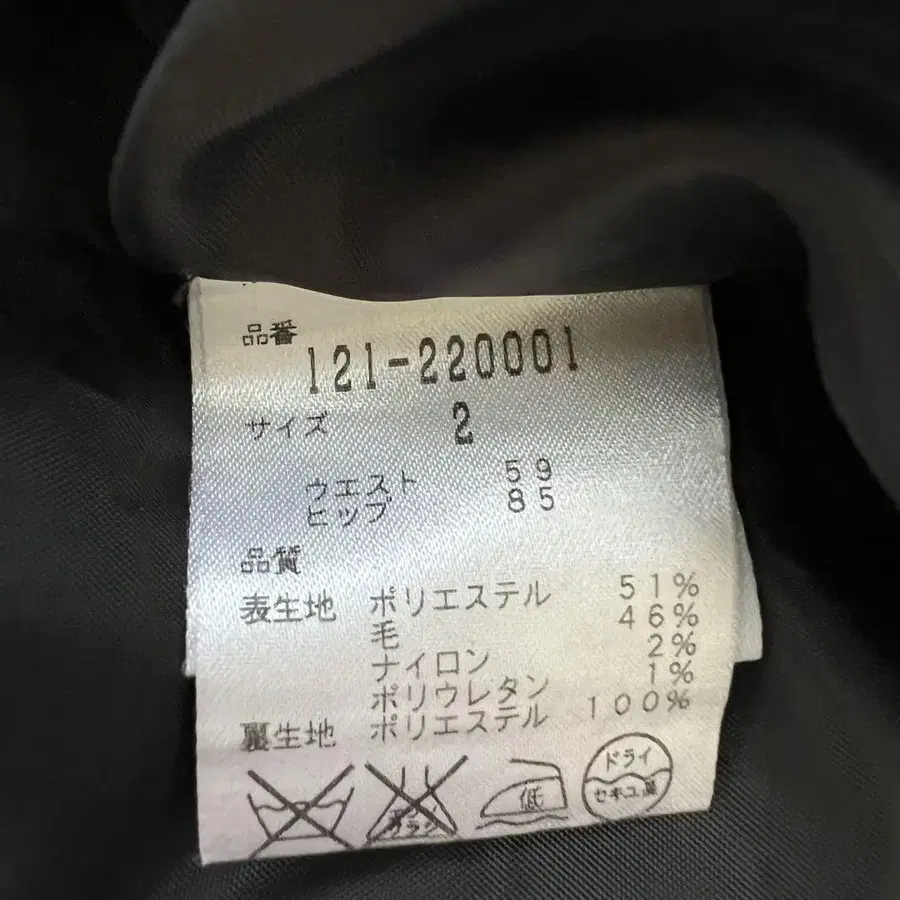 品番
121-220001
サイズ 2
ウエスト 59
ヒップ 85
品質
表生地 ポリエステル 51%
毛 46%
ナイロン 2%
ポリウレタン 1%
裏生地 ポリエステル 100%
低
ドライ
セキユ系